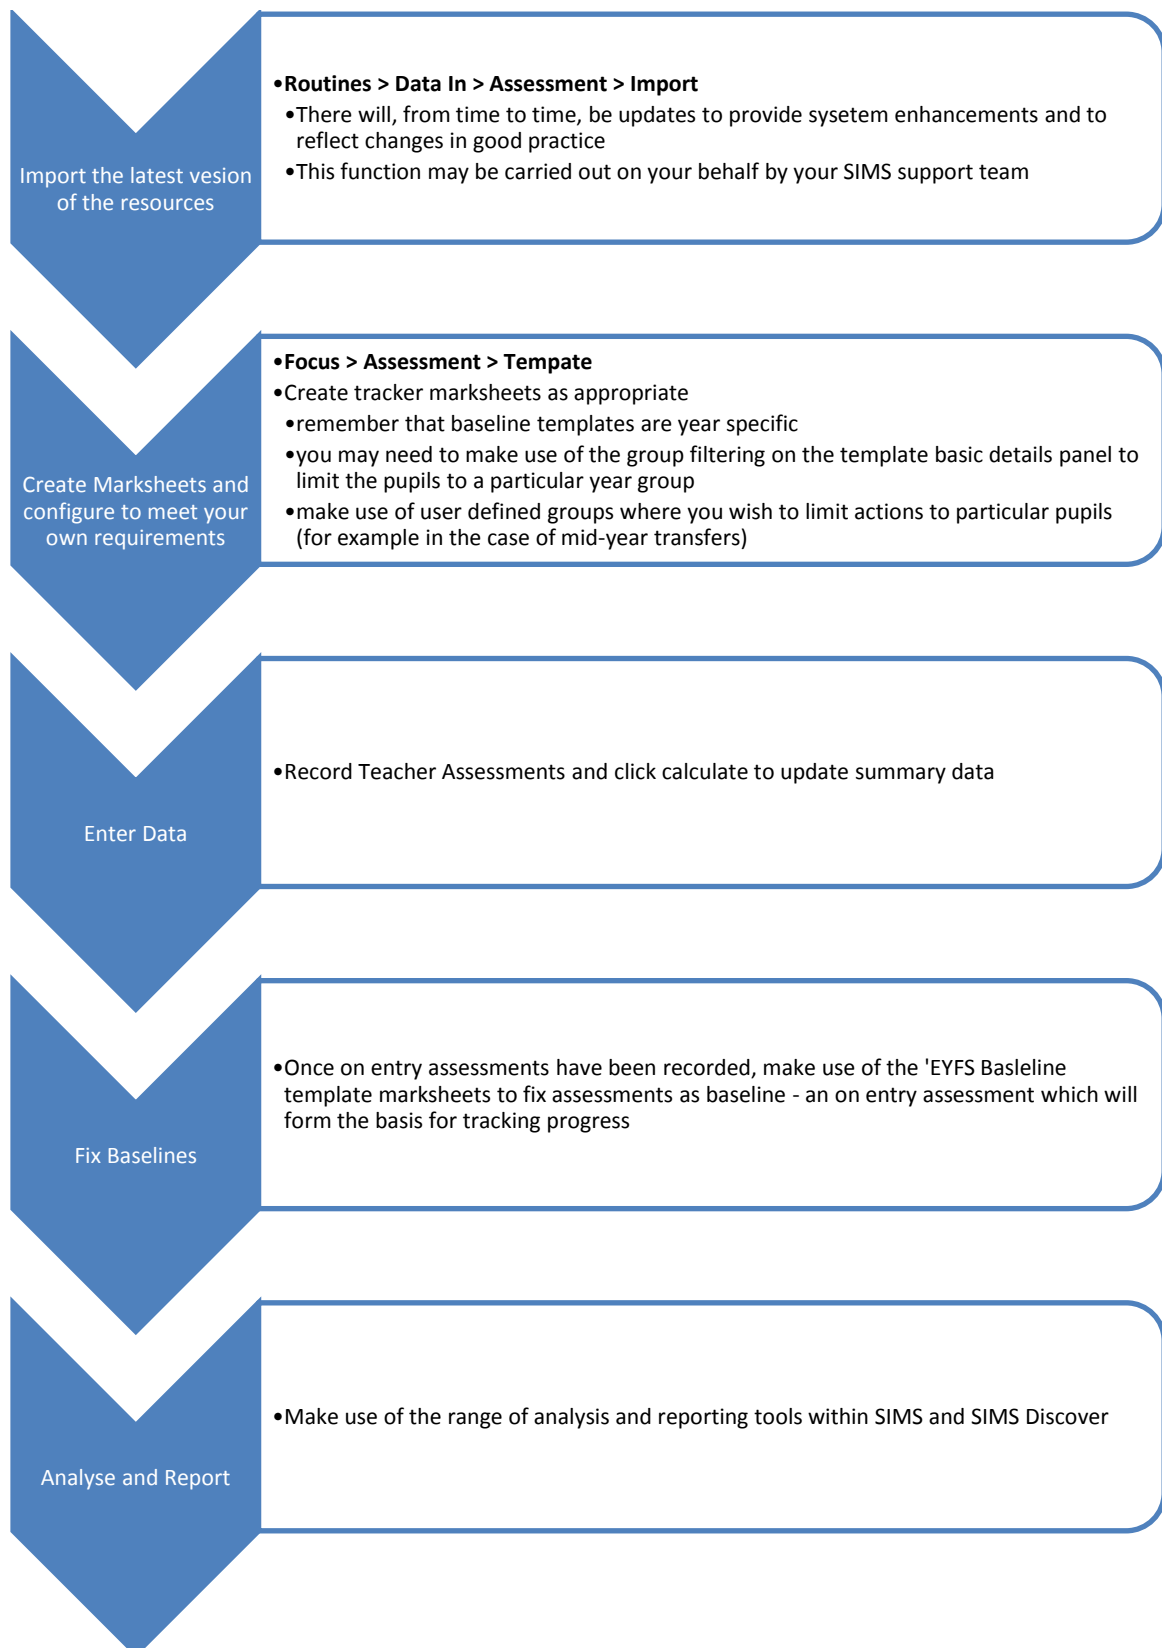 Import the latest vesion
of the resources
•Routines > Data In > Assessment > Import
•There will, from time to time, be updates to provide sysetem enhancements and to
reflect changes in good practice
•This function may be carried out on your behalf by your SIMS support team
Create Marksheets and
configure to meet your
own requirements
•Focus > Assessment > Tempate
•Create tracker marksheets as appropriate
•remember that baseline templates are year specific
•you may need to make use of the group filtering on the template basic details panel to
limit the pupils to a particular year group
•make use of user defined groups where you wish to limit actions to particular pupils
(for example in the case of mid-year transfers)
Enter Data
•Record Teacher Assessments and click calculate to update summary data
Fix Baselines
•Once on entry assessments have been recorded, make use of the 'EYFS Basleline
template marksheets to fix assessments as baseline - an on entry assessment which will
form the basis for tracking progress
Analyse and Report
•Make use of the range of analysis and reporting tools within SIMS and SIMS Discover